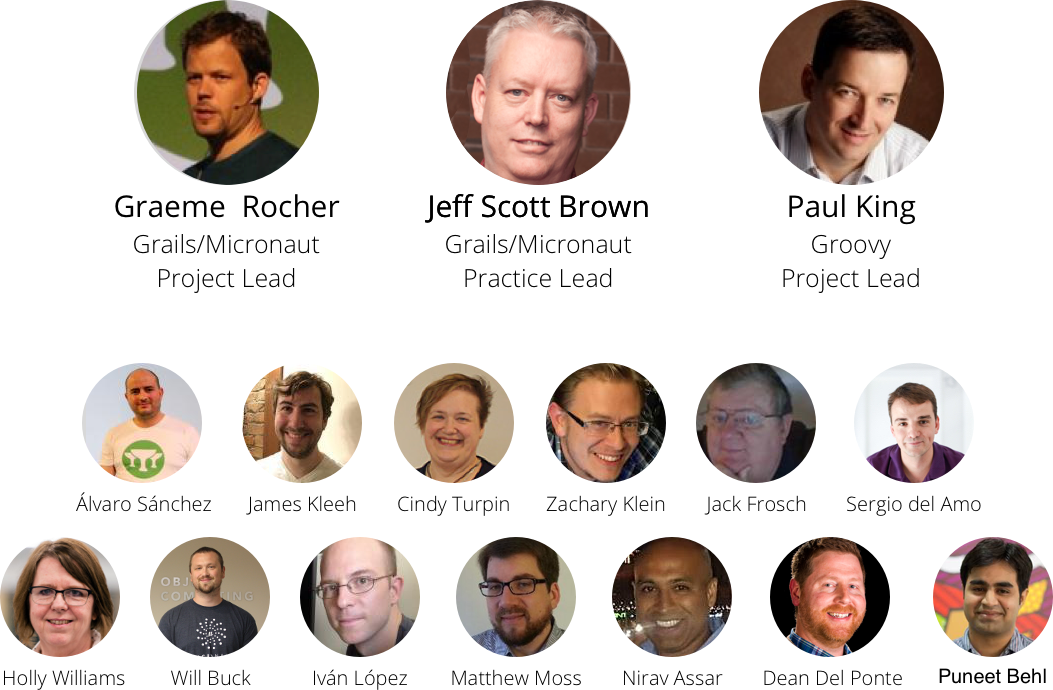 Graeme Rocher
Jeff Scott Brown
Paul King
Grails/Micronaut
Project Lead
Grails/Micronaut
Practice Lead
Groovy
Project Lead
Álvaro Sánchez
James Kleeh
Cindy Turpin
Zachary Klein
Jack Frosch
Sergio del Amo
OBJ
COMPUTING
Holly Williams
Will Buck
Iván López
Matthew Moss
Nirav Assar
Dean Del Ponte
Puneet Behl